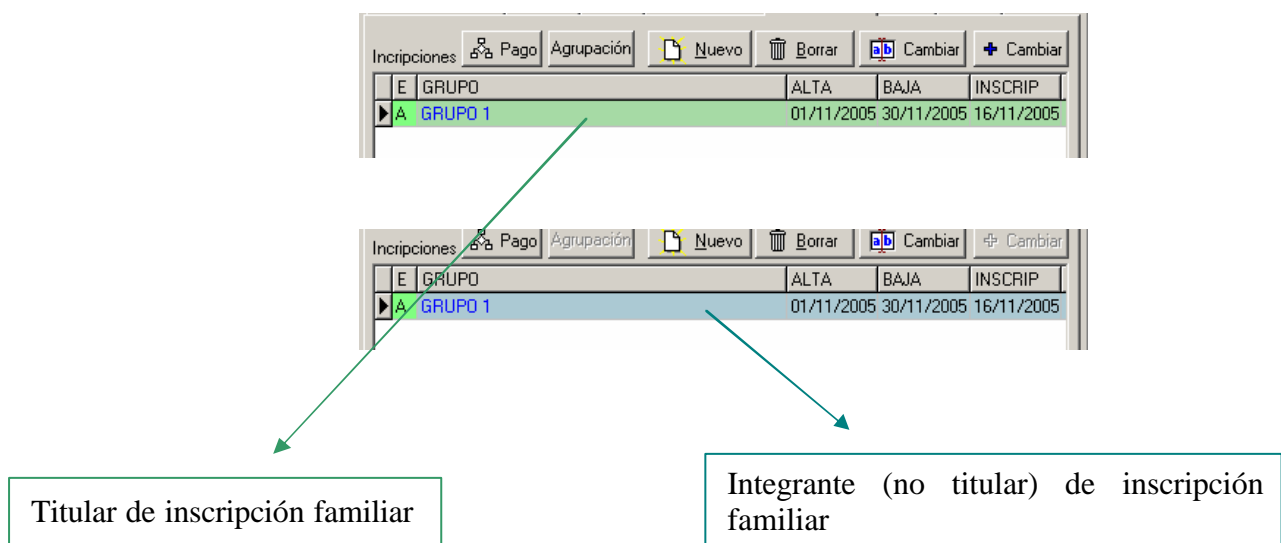 Incripciones Pago Agrupación Nuevo Borrar Cambiar Cambiar
E GRUPO ALTA BAJA INSCRIP
A GRUPO 1 01/11/2005 30/11/2005 16/11/2005
Incripciones Pago Agrupación Nuevo Borrar Cambiar Cambiar
E GRUPO ALTA BAJA INSCRIP
A GRUPO 1 01/11/2005 30/11/2005 16/11/2005
Titular de inscripción familiar
Integrante (no titular) de inscripción
familiar